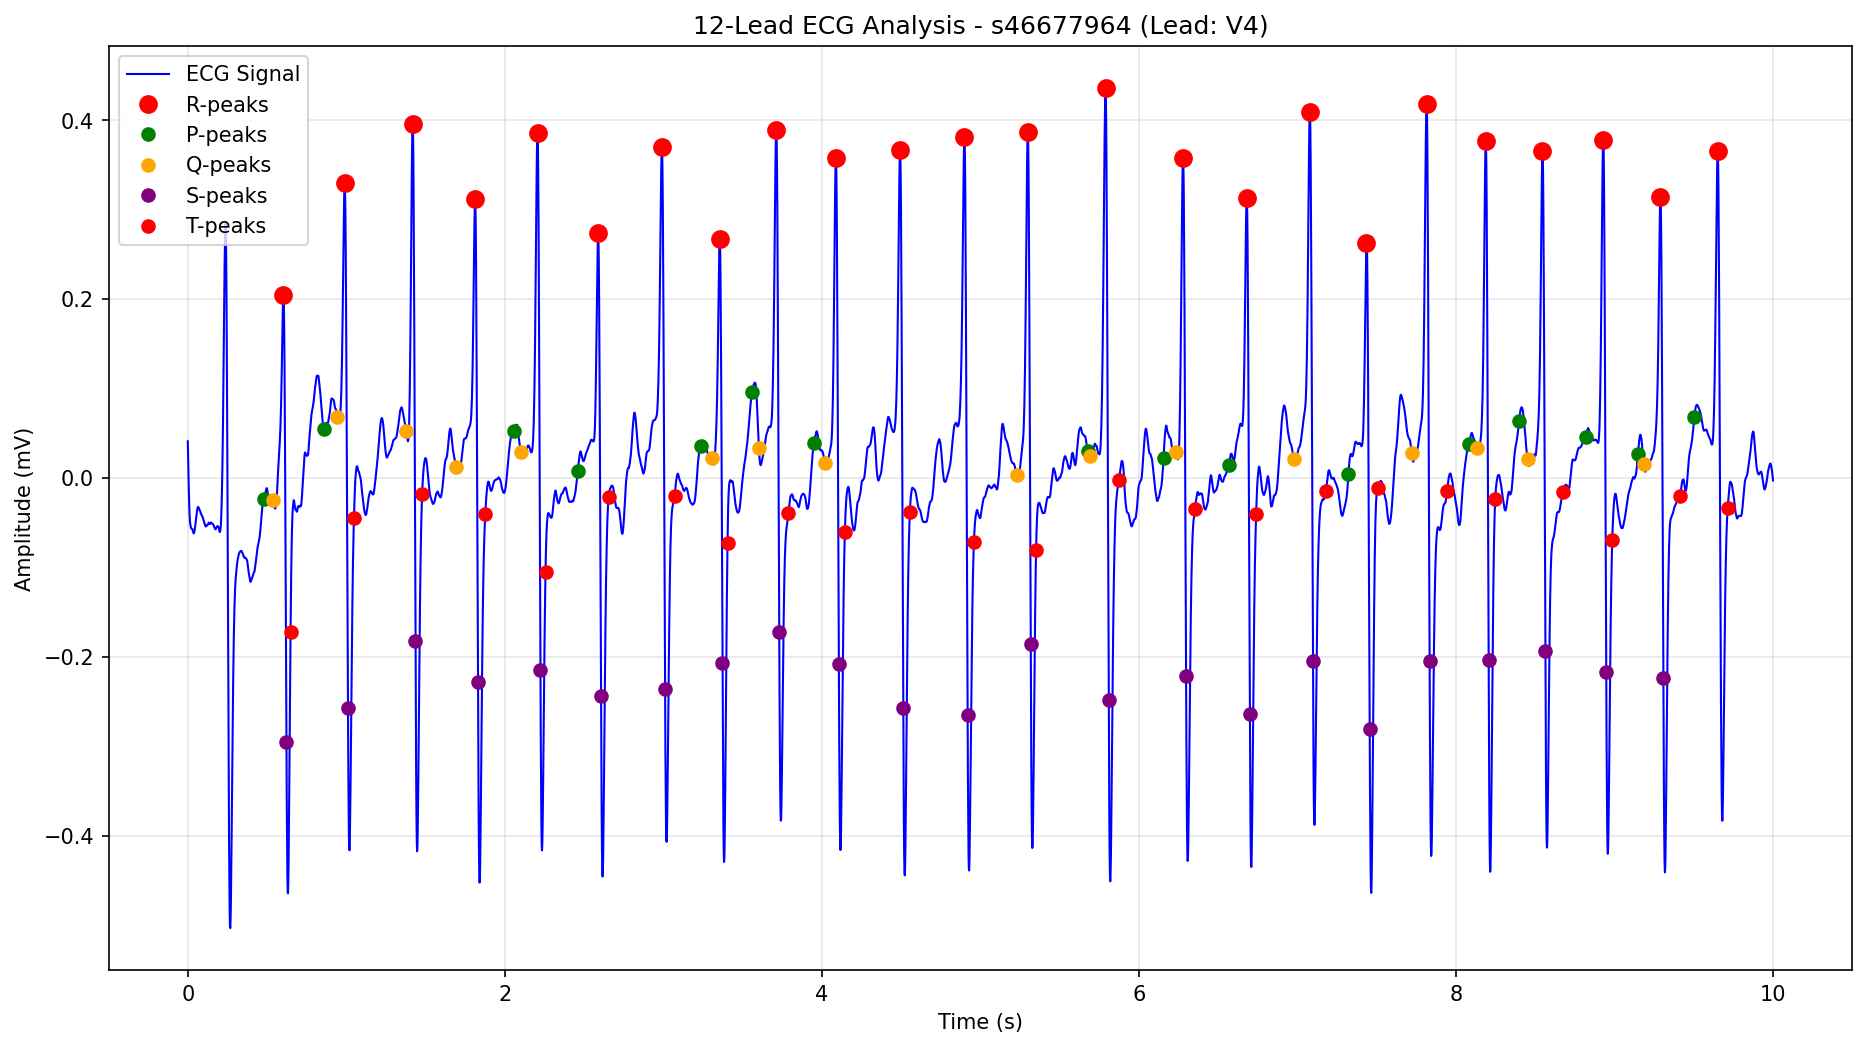 12-Lead ECG Analysis - s46677964 (Lead: V4)
ECG Signal
R-peaks
P-peaks
Q-peaks
S-peaks
T-peaks
Amplitude (mV)
0.4
0.2
0.0
−0.2
−0.4
0 2 4 6 8 10
Time (s)